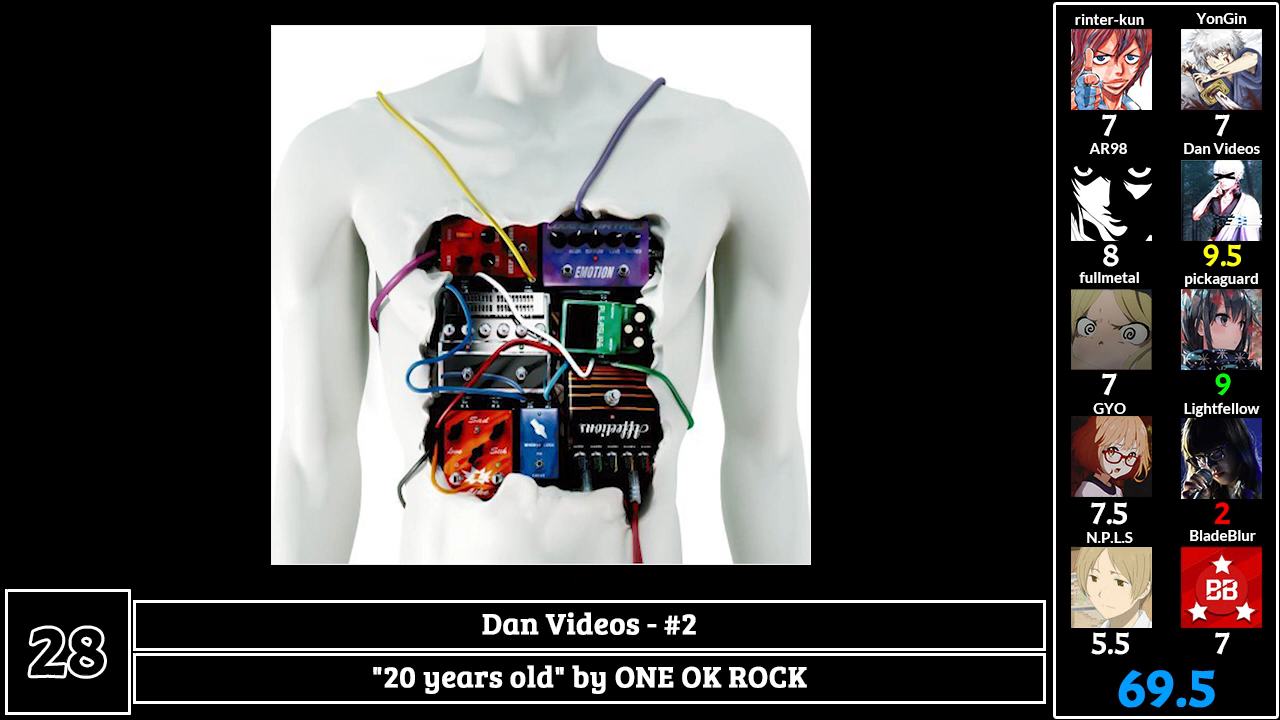 rinter-kun
YonGin
7
7
AR98
Dan Videos
8
9.5
fullmetal
pickaguard
7
9
GYO
Lightfellow
7.5
2
N.P.L.S
BladeBlur
BB
5.5
7
69.5
EMOTION
Affections
28
Dan Videos - #2
"20 years old" by ONE OK ROCK